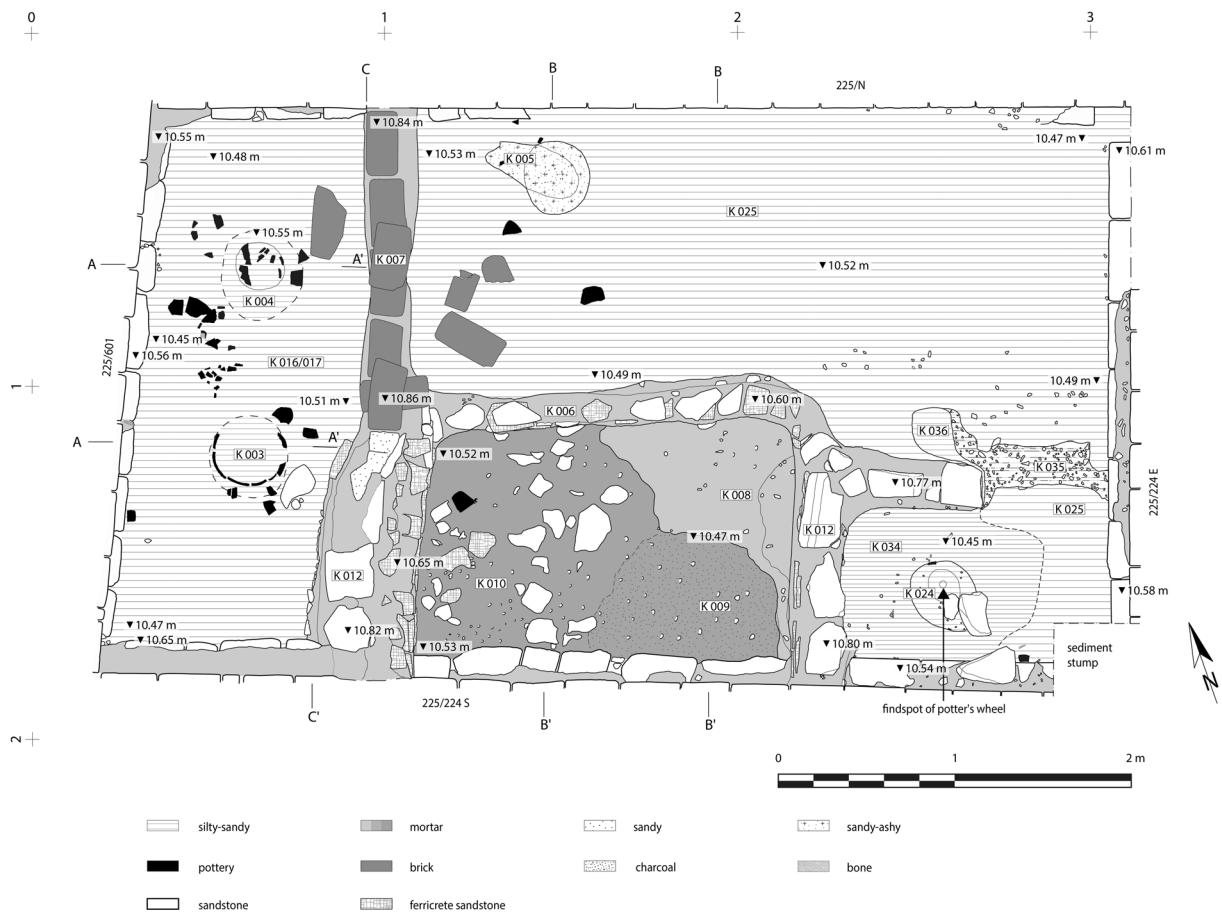 0
1
2
3
C
B
B
225/N
10.84 m
10.55 m
10.48 m
10.53 m
K 005
10.47 m
10.61 m
K 025
10.55 m
A
A'
K 007
10.52 m
K 004
10.45 m
10.56 m
225/601
K 016/017
10.49 m
10.49 m
1
10.51 m
10.86 m
K 006
10.60 m
K 036
A
A'
K 003
10.52 m
K 035
10.77 m
K 008
K 025
225/224 E
K 012
10.47 m
K 034
10.45 m
10.65 m
K 012
K 010
K 024
10.58 m
K 009
10.47 m
10.65 m
10.82 m
10.53 m
10.80 m
sediment
stump
10.54 m
225/224 S
findspot of potter's wheel
C'
B'
B'
N
2
0
1
2 m
silty-sandy
mortar
sandy
sandy-ashy
pottery
brick
charcoal
bone
sandstone
ferricrete sandstone